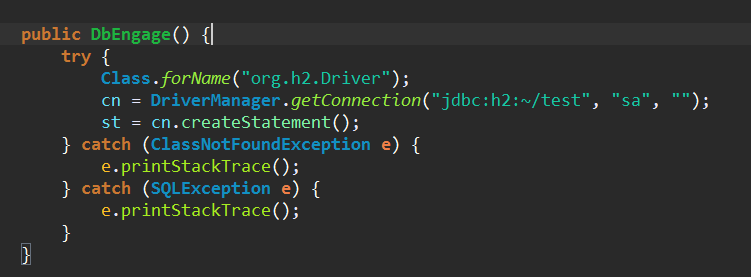 public DbEngage() {
try {
Class.forName("org.h2.Driver");
cn = DriverManager.getConnection("jdbc:h2:~/test", "sa", "");
st = cn.createStatement();
} catch (ClassNotFoundException e) {
e.printStackTrace();
} catch (SQLException e) {
e.printStackTrace();
}
}